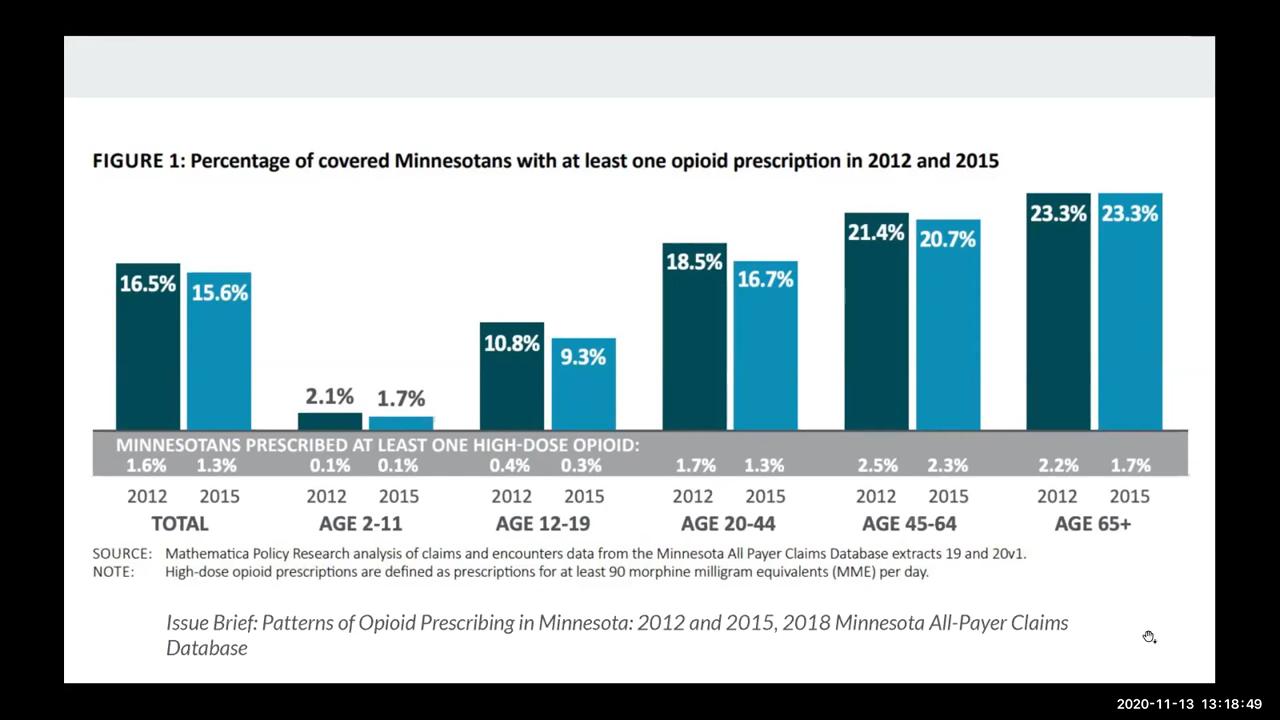 FIGURE 1: Percentage of covered Minnesotans with at least one opioid prescription in 2012 and 2015
16.5% 15.6% 2.1% 1.7% 10.8% 9.3% 18.5% 16.7% 21.4% 20.7% 23.3% 23.3%
MINNESOTANS PRESCRIBED AT LEAST ONE HIGH-DOSE OPIOID:
1.6% 1.3% 0.1% 0.1% 0.4% 0.3% 1.7% 1.3% 2.5% 2.3% 2.2% 1.7%
2012 2015 2012 2015 2012 2015 2012 2015 2012 2015 2012 2015
TOTAL AGE 2-11 AGE 12-19 AGE 20-44 AGE 45-64 AGE 65+
SOURCE: Mathematica Policy Research analysis of claims and encounters data from the Minnesota All Payer Claims Database extracts 19 and 20v1.
NOTE: High-dose opioid prescriptions are defined as prescriptions for at least 90 morphine milligram equivalents (MME) per day.
Issue Brief: Patterns of Opioid Prescribing in Minnesota: 2012 and 2015, 2018 Minnesota All-Payer Claims
Database
2020-11-13 13:18:49